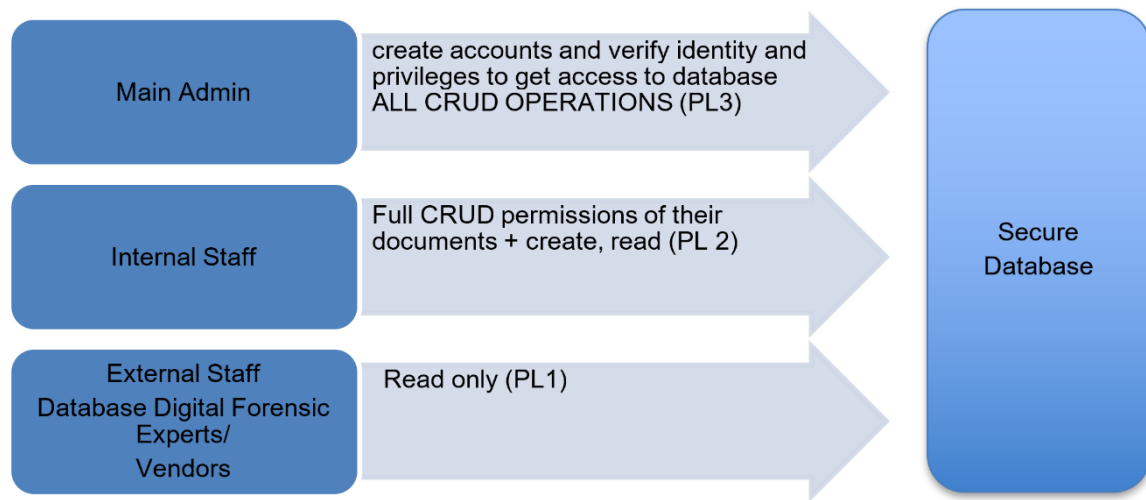 Main Admin
create accounts and verify identity and
privileges to get access to database
ALL CRUD OPERATIONS (PL3)
Internal Staff
Full CRUD permissions of their
documents + create, read (PL 2)
External Staff
Database Digital Forensic
Experts/
Vendors
Read only (PL1)
Secure
Database